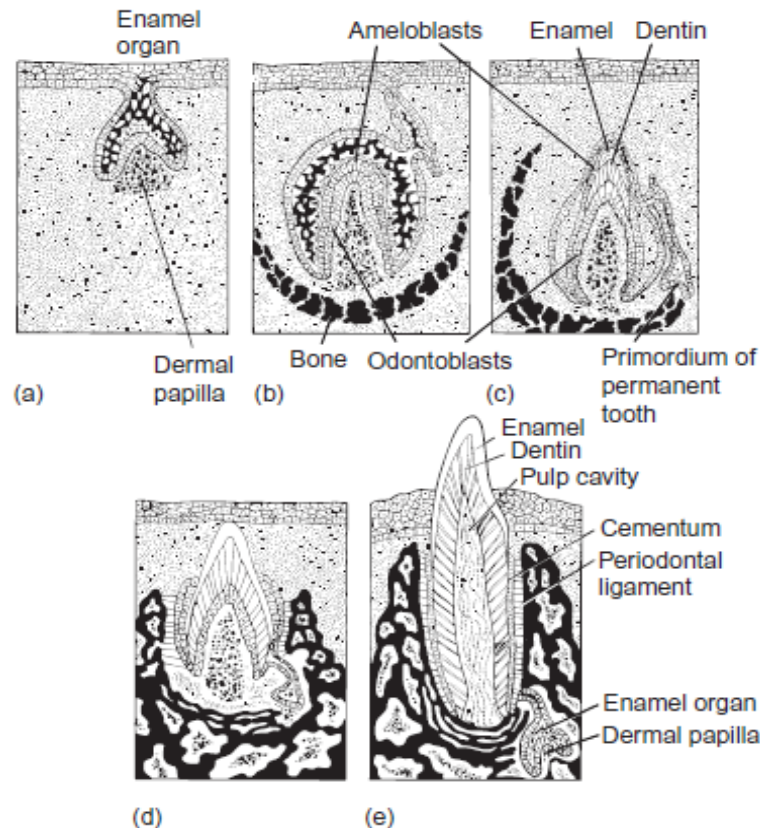 Enamel
organ
Ameloblasts
Enamel
Dentin
Dermal
papilla
Bone
Odontoblasts
Primordium of
permanent
tooth
(a)
(b)
(c)
Enamel
Dentin
Pulp cavity
Cementum
Periodontal
ligament
Enamel organ
Dermal papilla
(d)
(e)